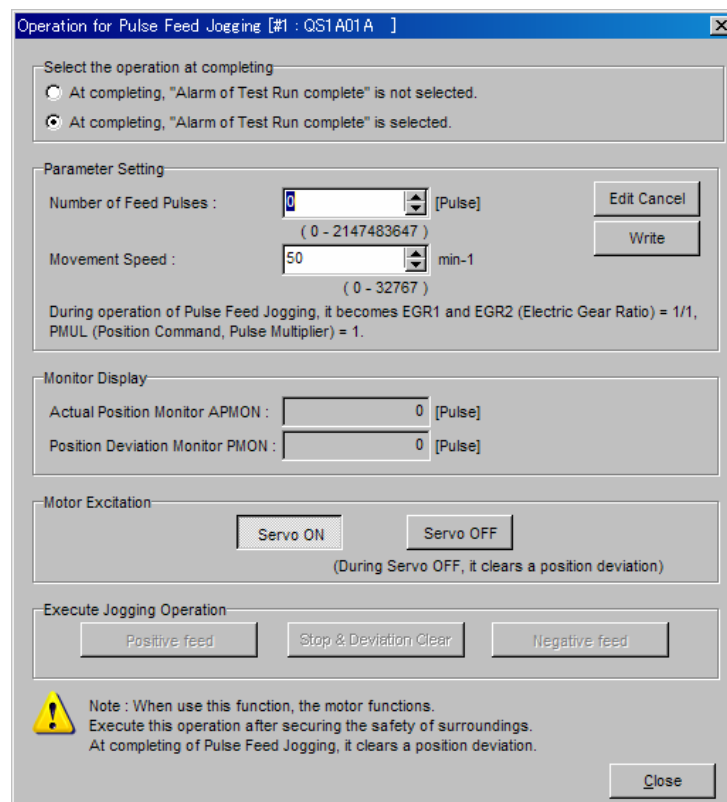 Operation for Pulse Feed Jogging [#1 : QS1A01A ]
Select the operation at completing
At completing, "Alarm of Test Run complete" is not selected.
At completing, "Alarm of Test Run complete" is selected.
Parameter Setting
Number of Feed Pulses : 0 [Pulse] Edit Cancel
( 0 - 2147483647 )
Write
Movement Speed : 50 min-1
( 0 - 32767 )
During operation of Pulse Feed Jogging, it becomes EGR1 and EGR2 (Electric Gear Ratio) = 1/1,
PMUL (Position Command, Pulse Multiplier) = 1.
Monitor Display
Actual Position Monitor APMON : 0 [Pulse]
Position Deviation Monitor PMON : 0 [Pulse]
Motor Excitation
Servo ON Servo OFF
(During Servo OFF, it clears a position deviation)
Execute Jogging Operation
Positive feed Stop & Deviation Clear Negative feed
Note : When use this function, the motor functions.
Execute this operation after securing the safety of surroundings.
At completing of Pulse Feed Jogging, it clears a position deviation.
Close